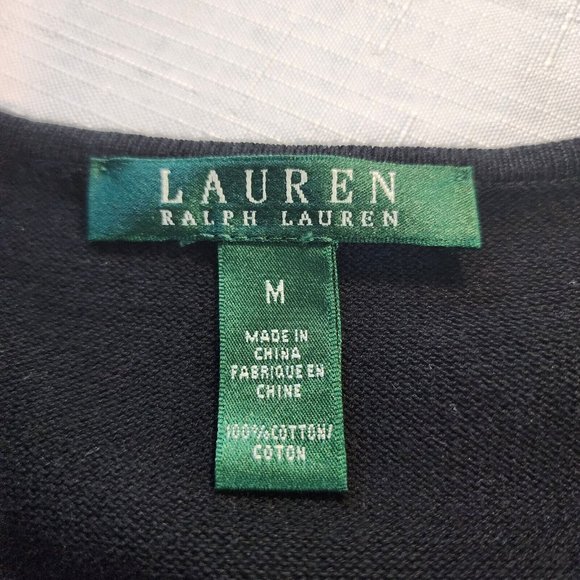 LAUREN
RALPH LAUREN
M
MADE IN
CHINA
FABRIQUE EN
CHINE
100% COTTON/
COTON